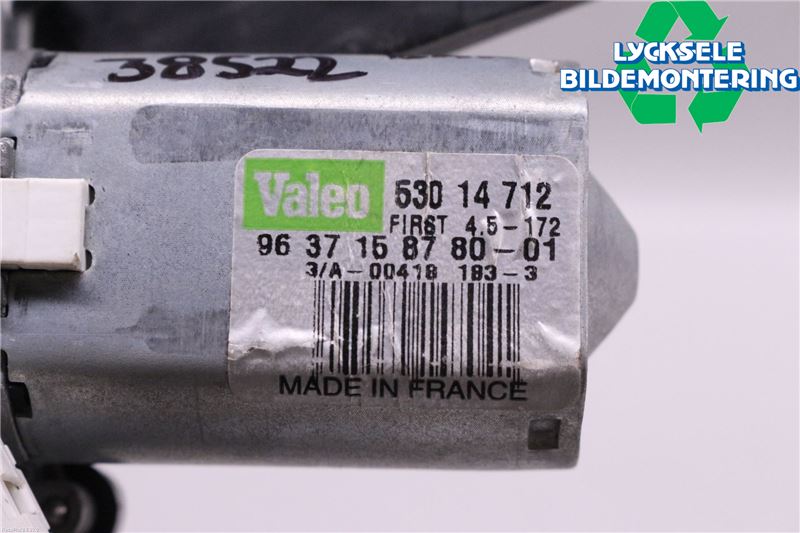 38522
LYCKSELE
BILDEMONTERING
Valeo
530 14 712
FIRST 4.5-172
96 37 15 87 80-01
3/A-00418 183-3
MADE IN FRANCE